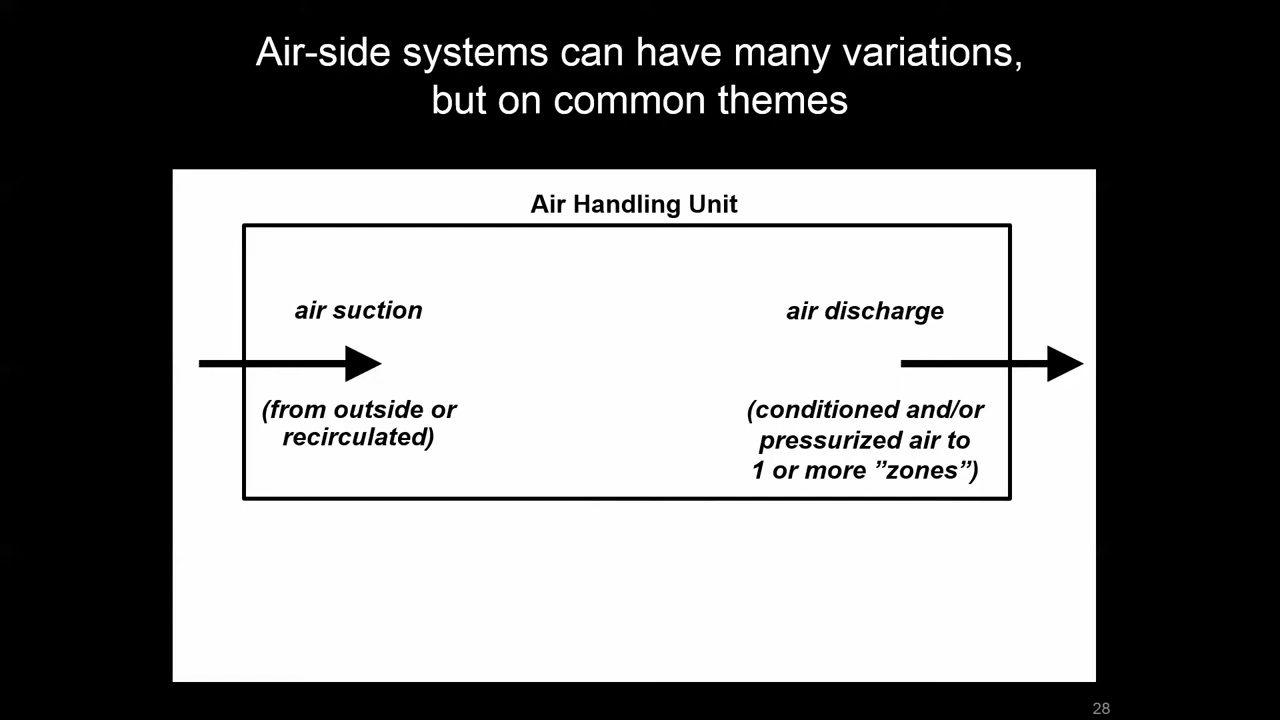 Air-side systems can have many variations,
but on common themes
Air Handling Unit
air suction
(from outside or
recirculated)
air discharge
(conditioned and/or
pressurized air to
1 or more ”zones”)
28